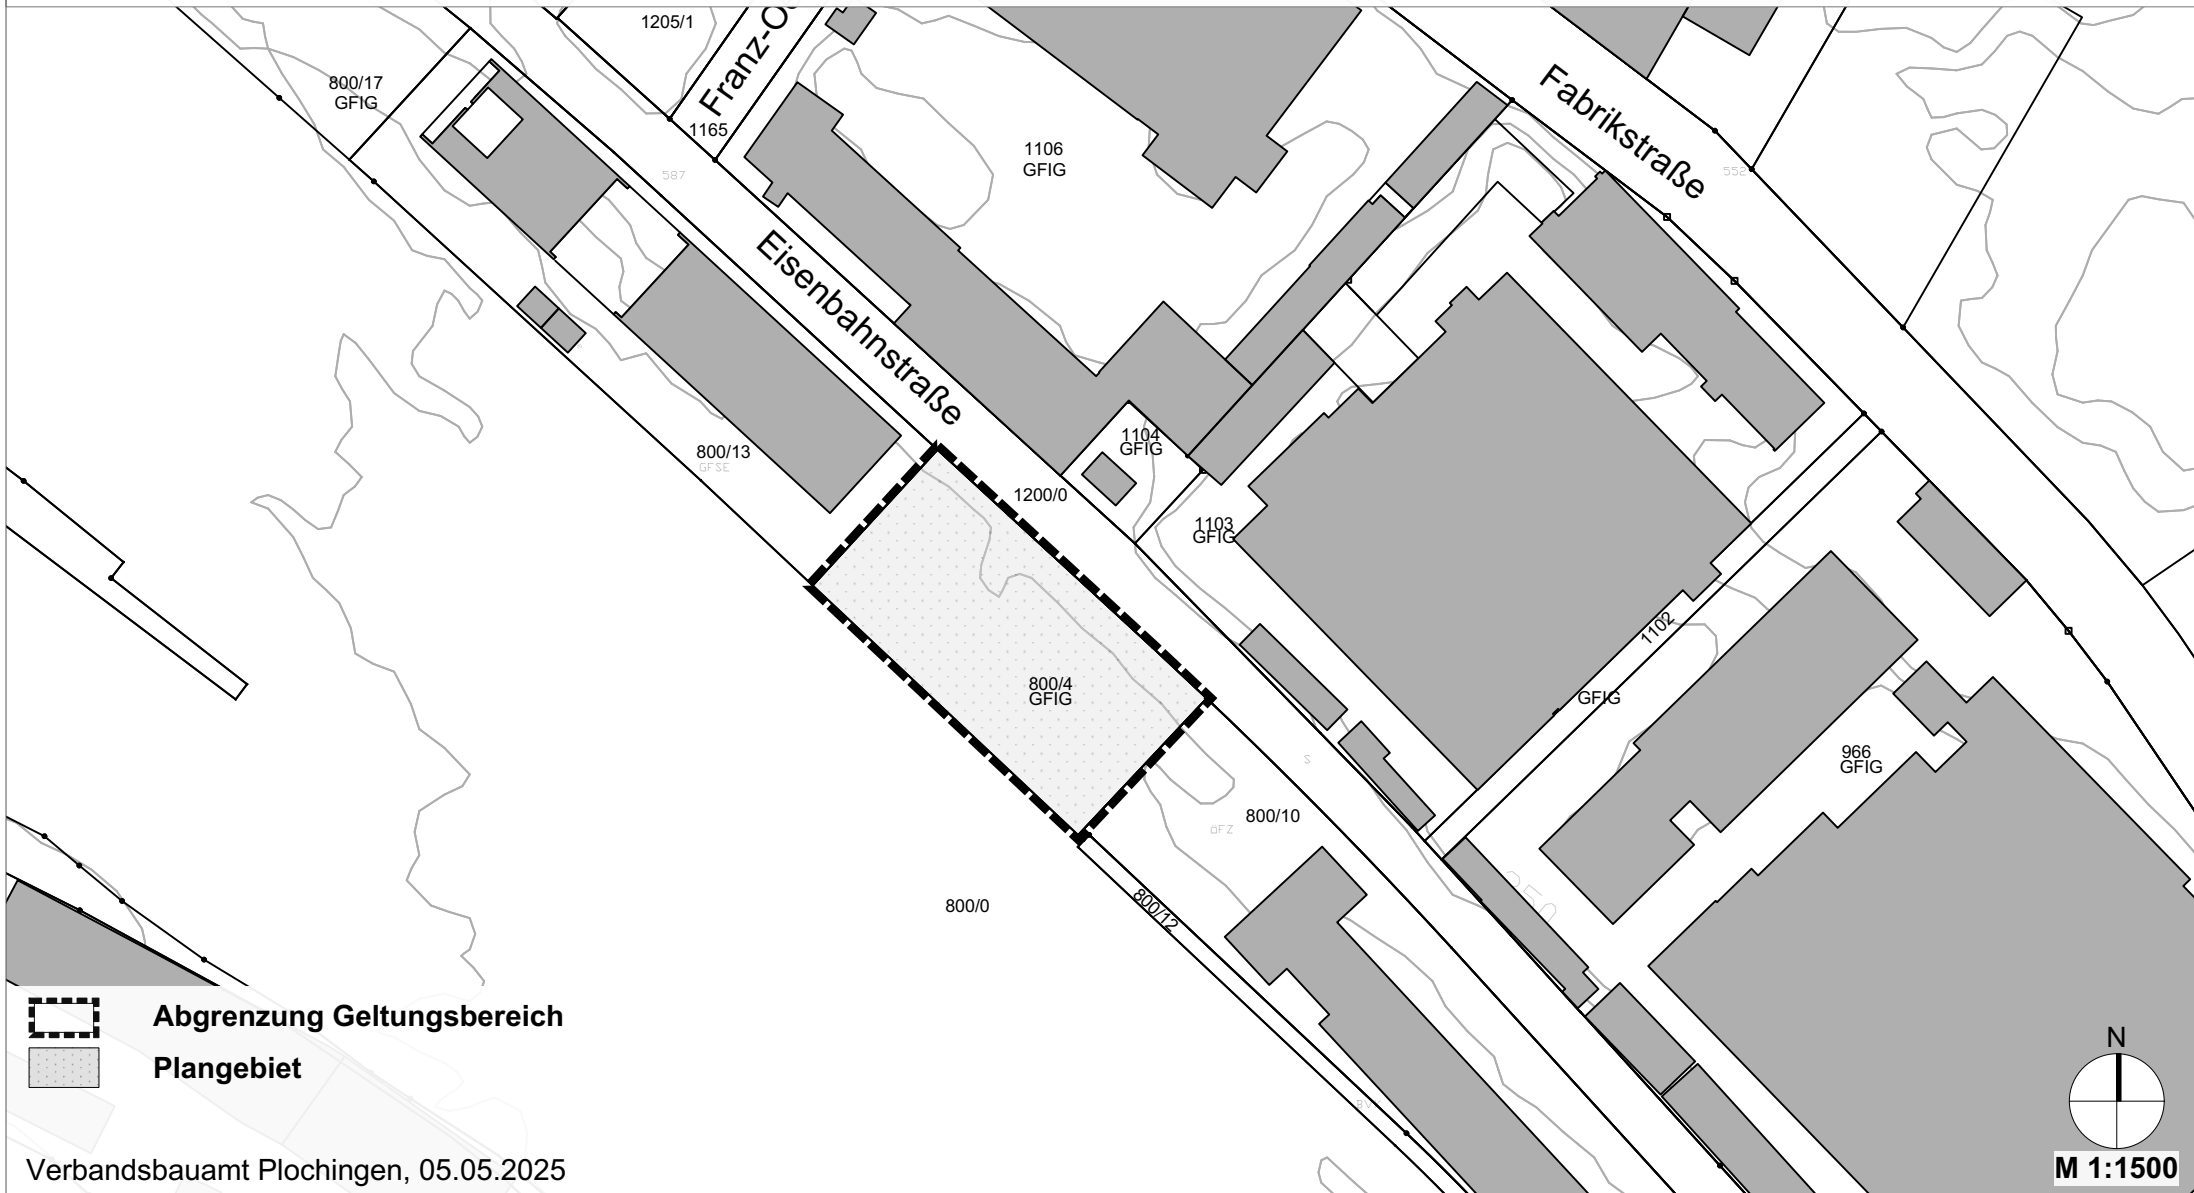 1205/1
Franz-O
800/17
GFIG
1165
587
1106
GFIG
Fabrikstraße
552
Eisenbahnstraße
800/13
GFSE
1104
GFIG
1200/0
1103
GFIG
1102
GFIG
800/4
GFIG
966
GFIG
800/10
öFZ
800/12
800/0
Abgrenzung Geltungsbereich
Plangebiet
Verbandsbauamt Plochingen, 05.05.2025
N
M 1:1500